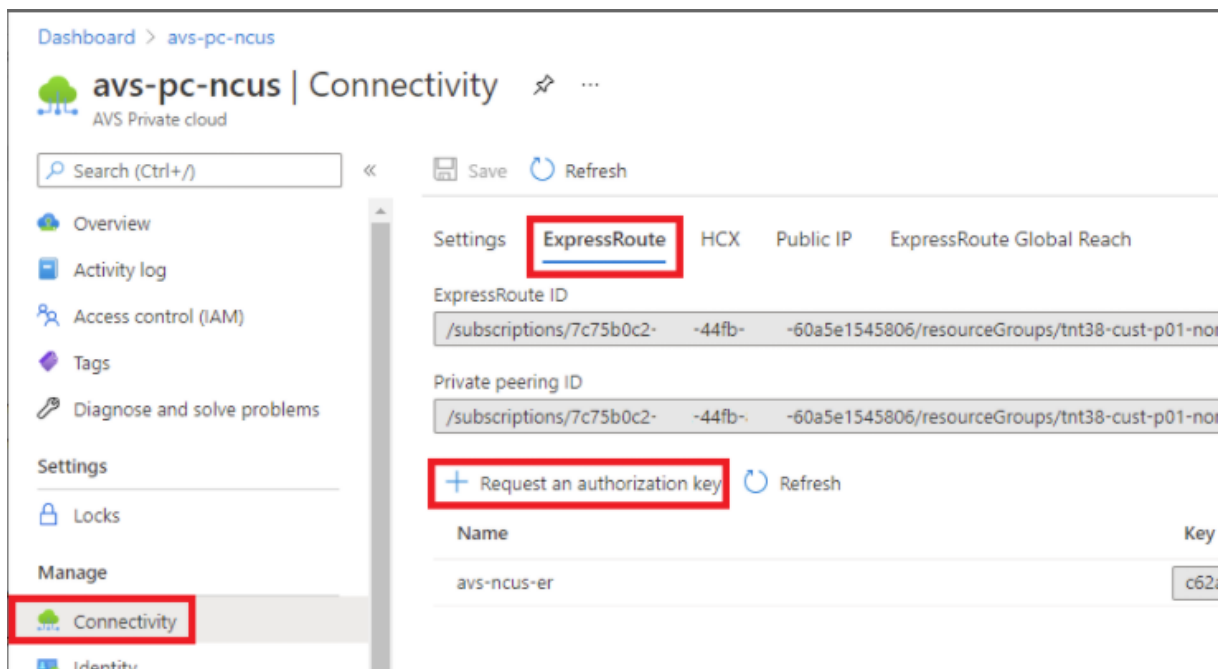 Dashboard > avs-pc-ncus
avs-pc-ncus | Connectivity ...
AVS Private cloud
Search (Ctrl+/)
«
Save
Refresh
Overview
Activity log
Access control (IAM)
Tags
Diagnose and solve problems
Settings
Locks
Manage
Connectivity
Identity
Settings ExpressRoute HCX Public IP ExpressRoute Global Reach
ExpressRoute ID
/subscriptions/7c75b0c2- -44fb- -60a5e1545806/resourceGroups/tnt38-cust-p01-nor
Private peering ID
/subscriptions/7c75b0c2- -44fb- -60a5e1545806/resourceGroups/tnt38-cust-p01-nor
+ Request an authorization key Refresh
Name Key
avs-ncus-er c62a